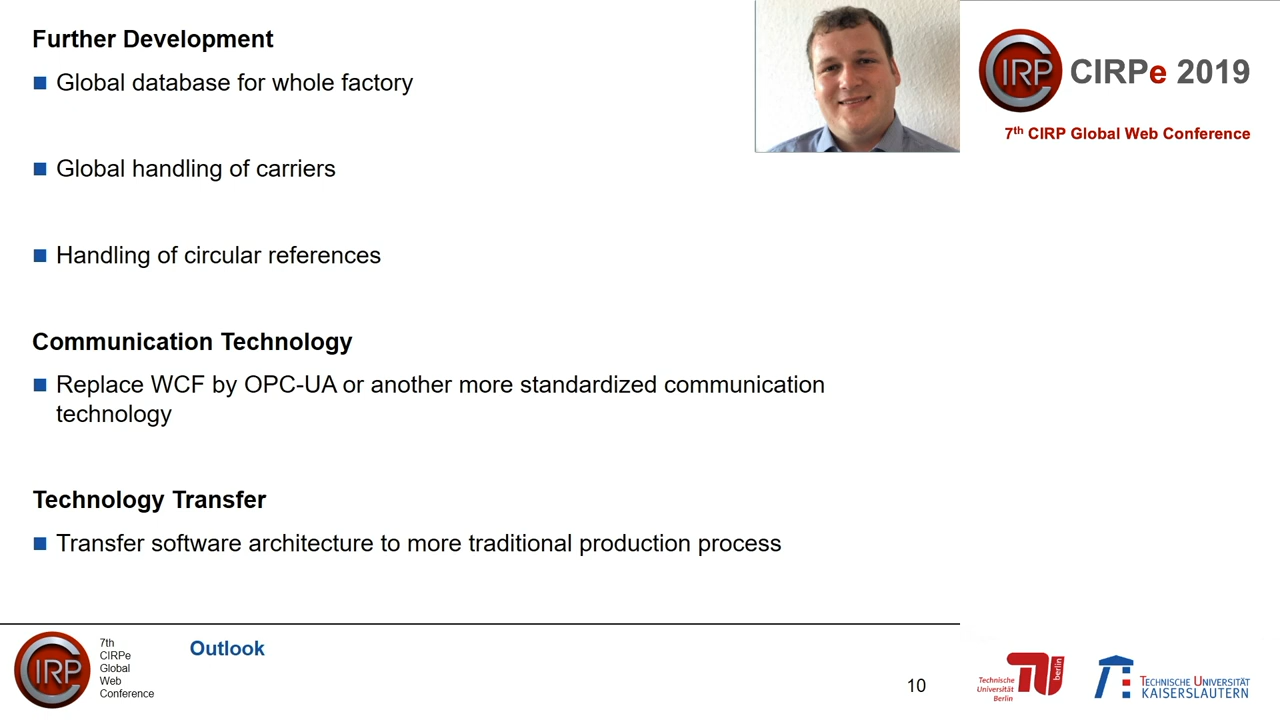 Further Development
Global database for whole factory
Global handling of carriers
Handling of circular references
Communication Technology
Replace WCF by OPC-UA or another more standardized communication
technology
Technology Transfer
Transfer software architecture to more traditional production process
CIRP
CIRPe 2019
7th CIRP Global Web Conference
CIRP
7th
CIRPe
Global
Web
Conference
Outlook
10
Technische
Universität
Berlin
berlin
TECHNISCHE UNIVERSITÄT
KAISERSLAUTERN